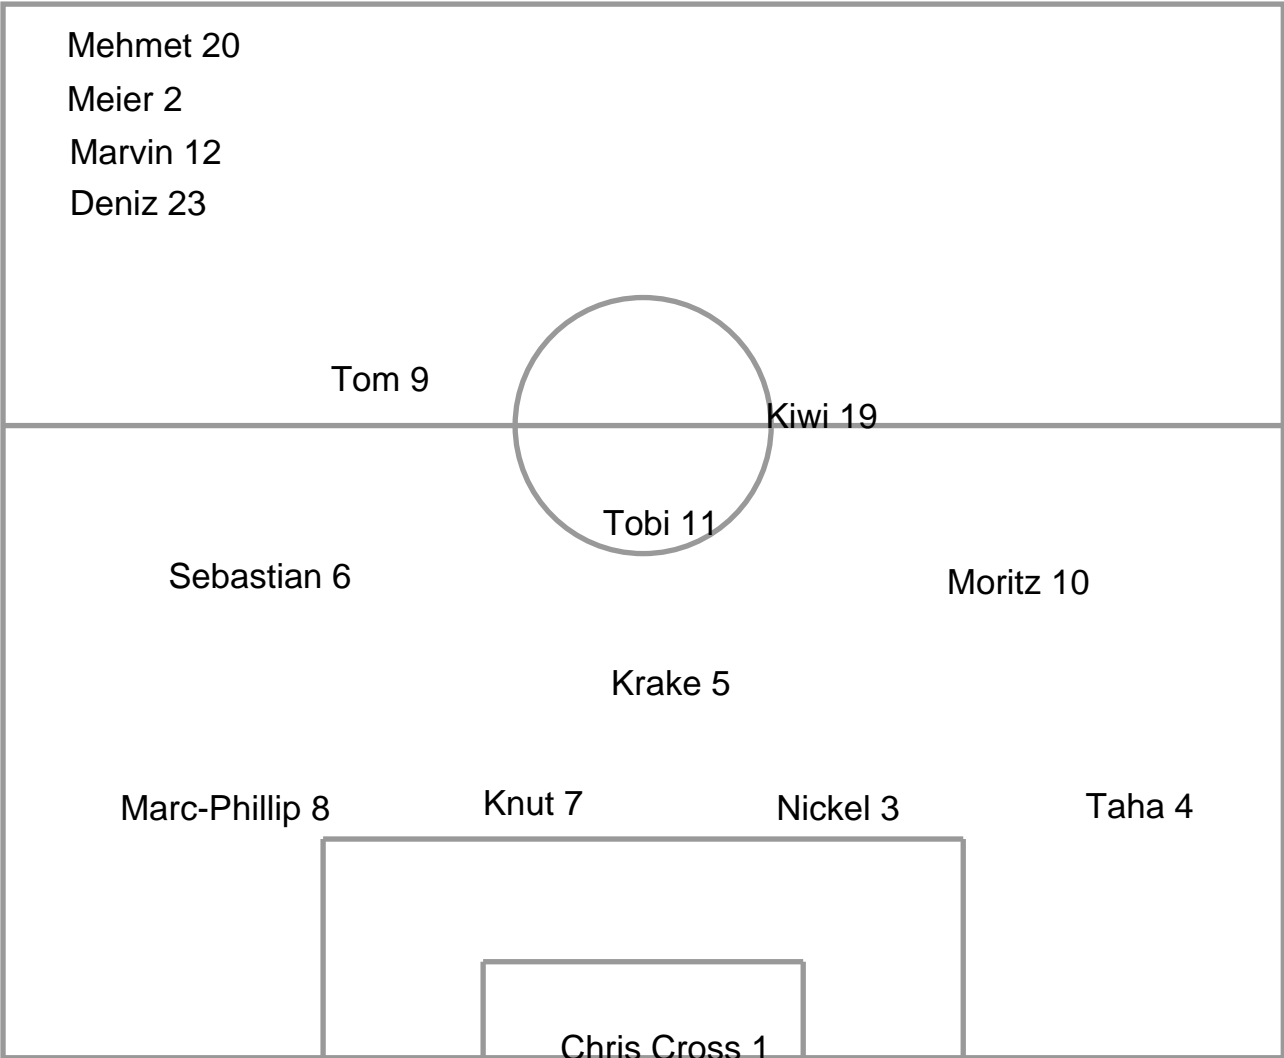 Mehmet 20
Meier 2
Marvin 12
Deniz 23
Tom 9
Kiwi 19
Tobi 11
Sebastian 6
Moritz 10
Krake 5
Marc-Phillip 8
Knut 7
Nickel 3
Taha 4
Chris Cross 1